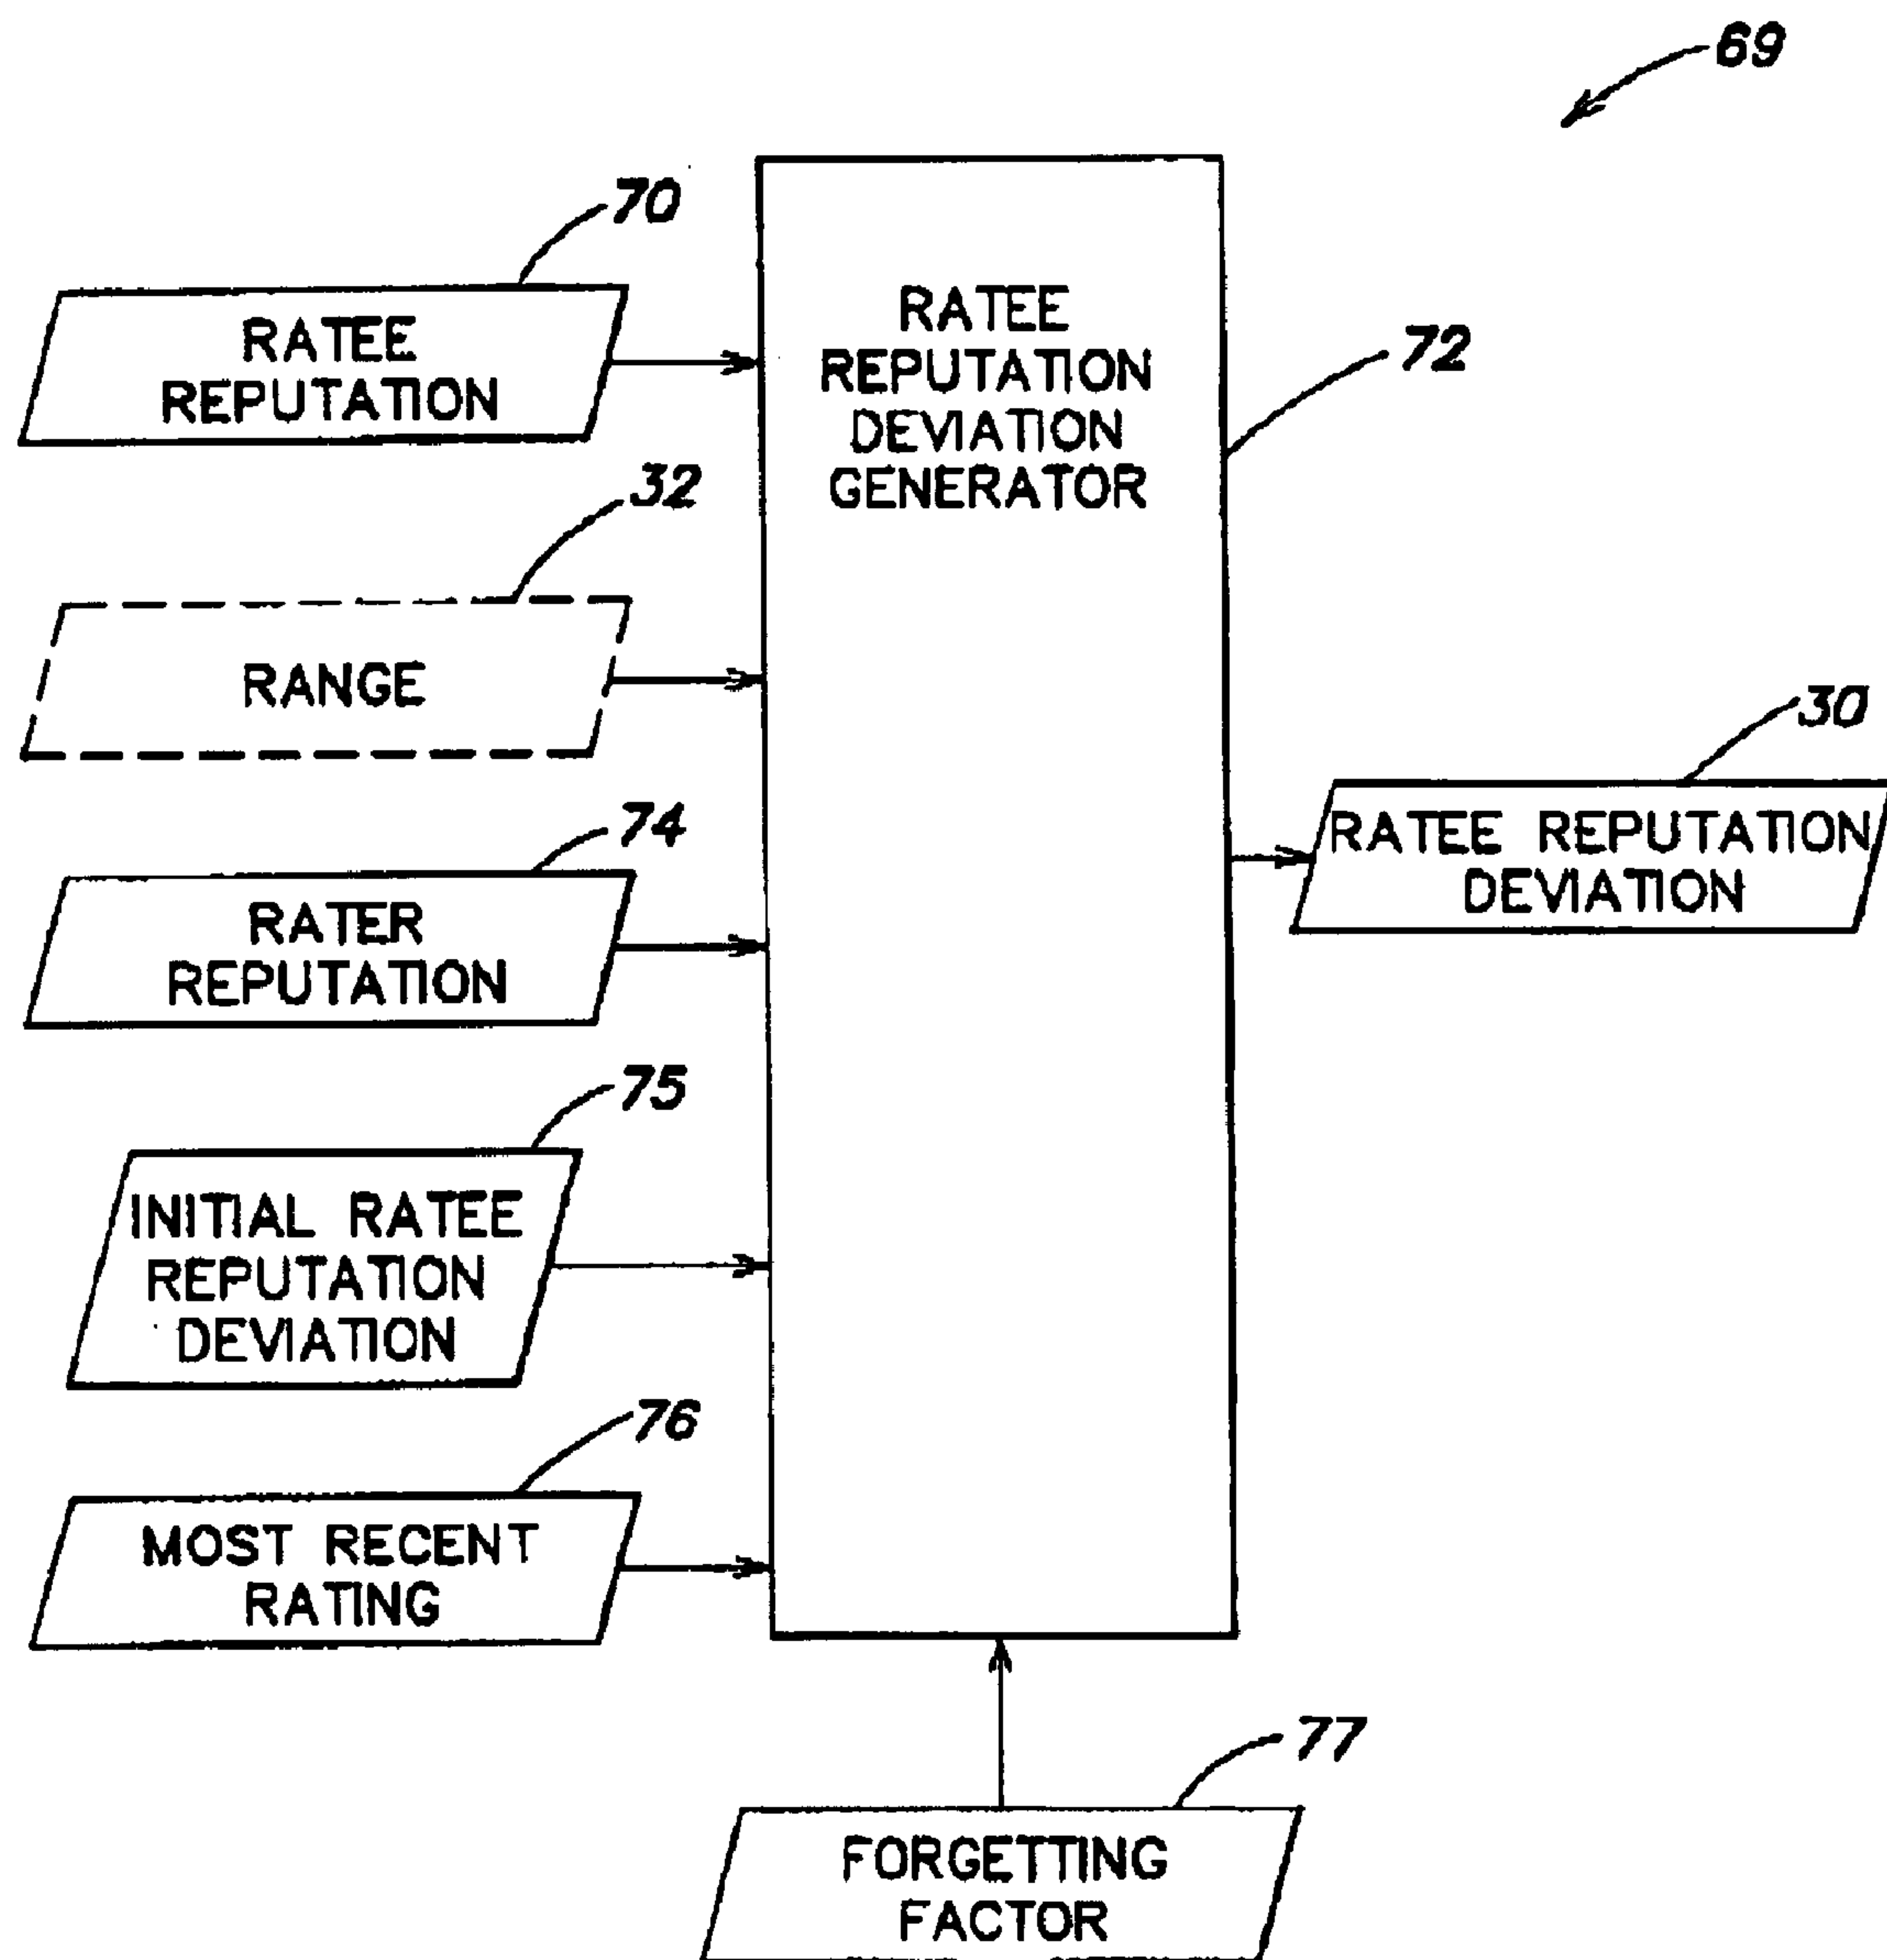 69
70
RATEE
REPUTATION
32
RANGE
74
RATER
REPUTATION
75
INITIAL RATEE
REPUTATION
DEVIATION
76
MOST RECENT
RATING
RATEE
REPUTATION
DEVIATION
GENERATOR
72
30
RATEE REPUTATION
DEVIATION
77
FORGETTING
FACTOR